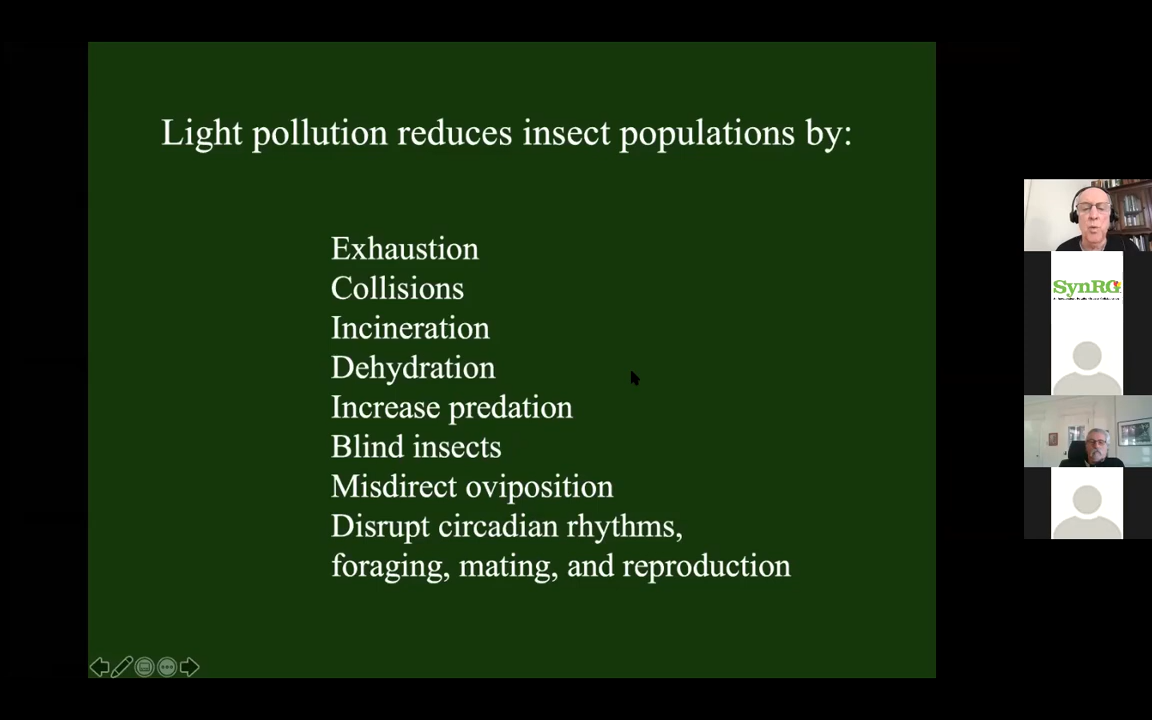 Light pollution reduces insect populations by:
Exhaustion
Collisions
Incineration
Dehydration
Increase predation
Blind insects
Misdirect oviposition
Disrupt circadian rhythms,
foraging, mating, and reproduction
SynRG